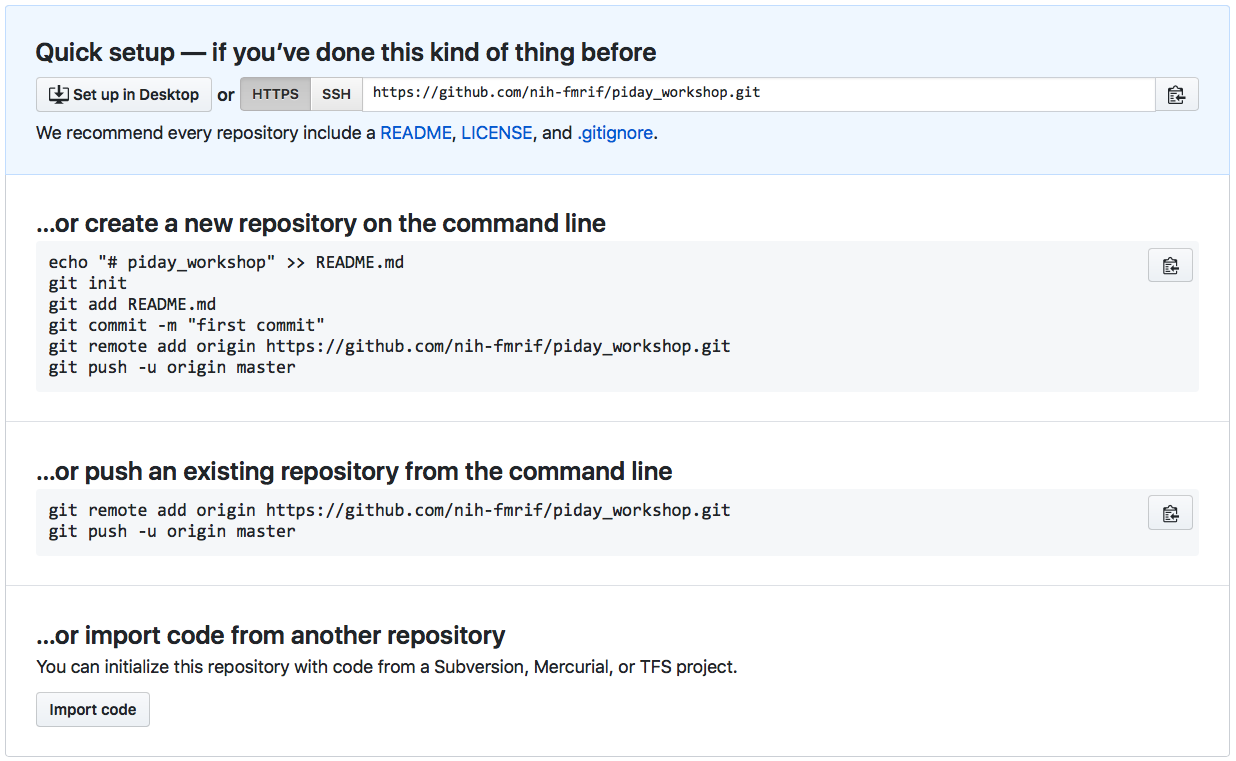 Quick setup — if you’ve done this kind of thing before
Set up in Desktop or HTTPS SSH https://github.com/nih-fmrif/piday_workshop.git
We recommend every repository include a README, LICENSE, and .gitignore.
...or create a new repository on the command line
echo "# piday_workshop" >> README.md
git init
git add README.md
git commit -m "first commit"
git remote add origin https://github.com/nih-fmrif/piday_workshop.git
git push -u origin master
...or push an existing repository from the command line
git remote add origin https://github.com/nih-fmrif/piday_workshop.git
git push -u origin master
...or import code from another repository
You can initialize this repository with code from a Subversion, Mercurial, or TFS project.
Import code